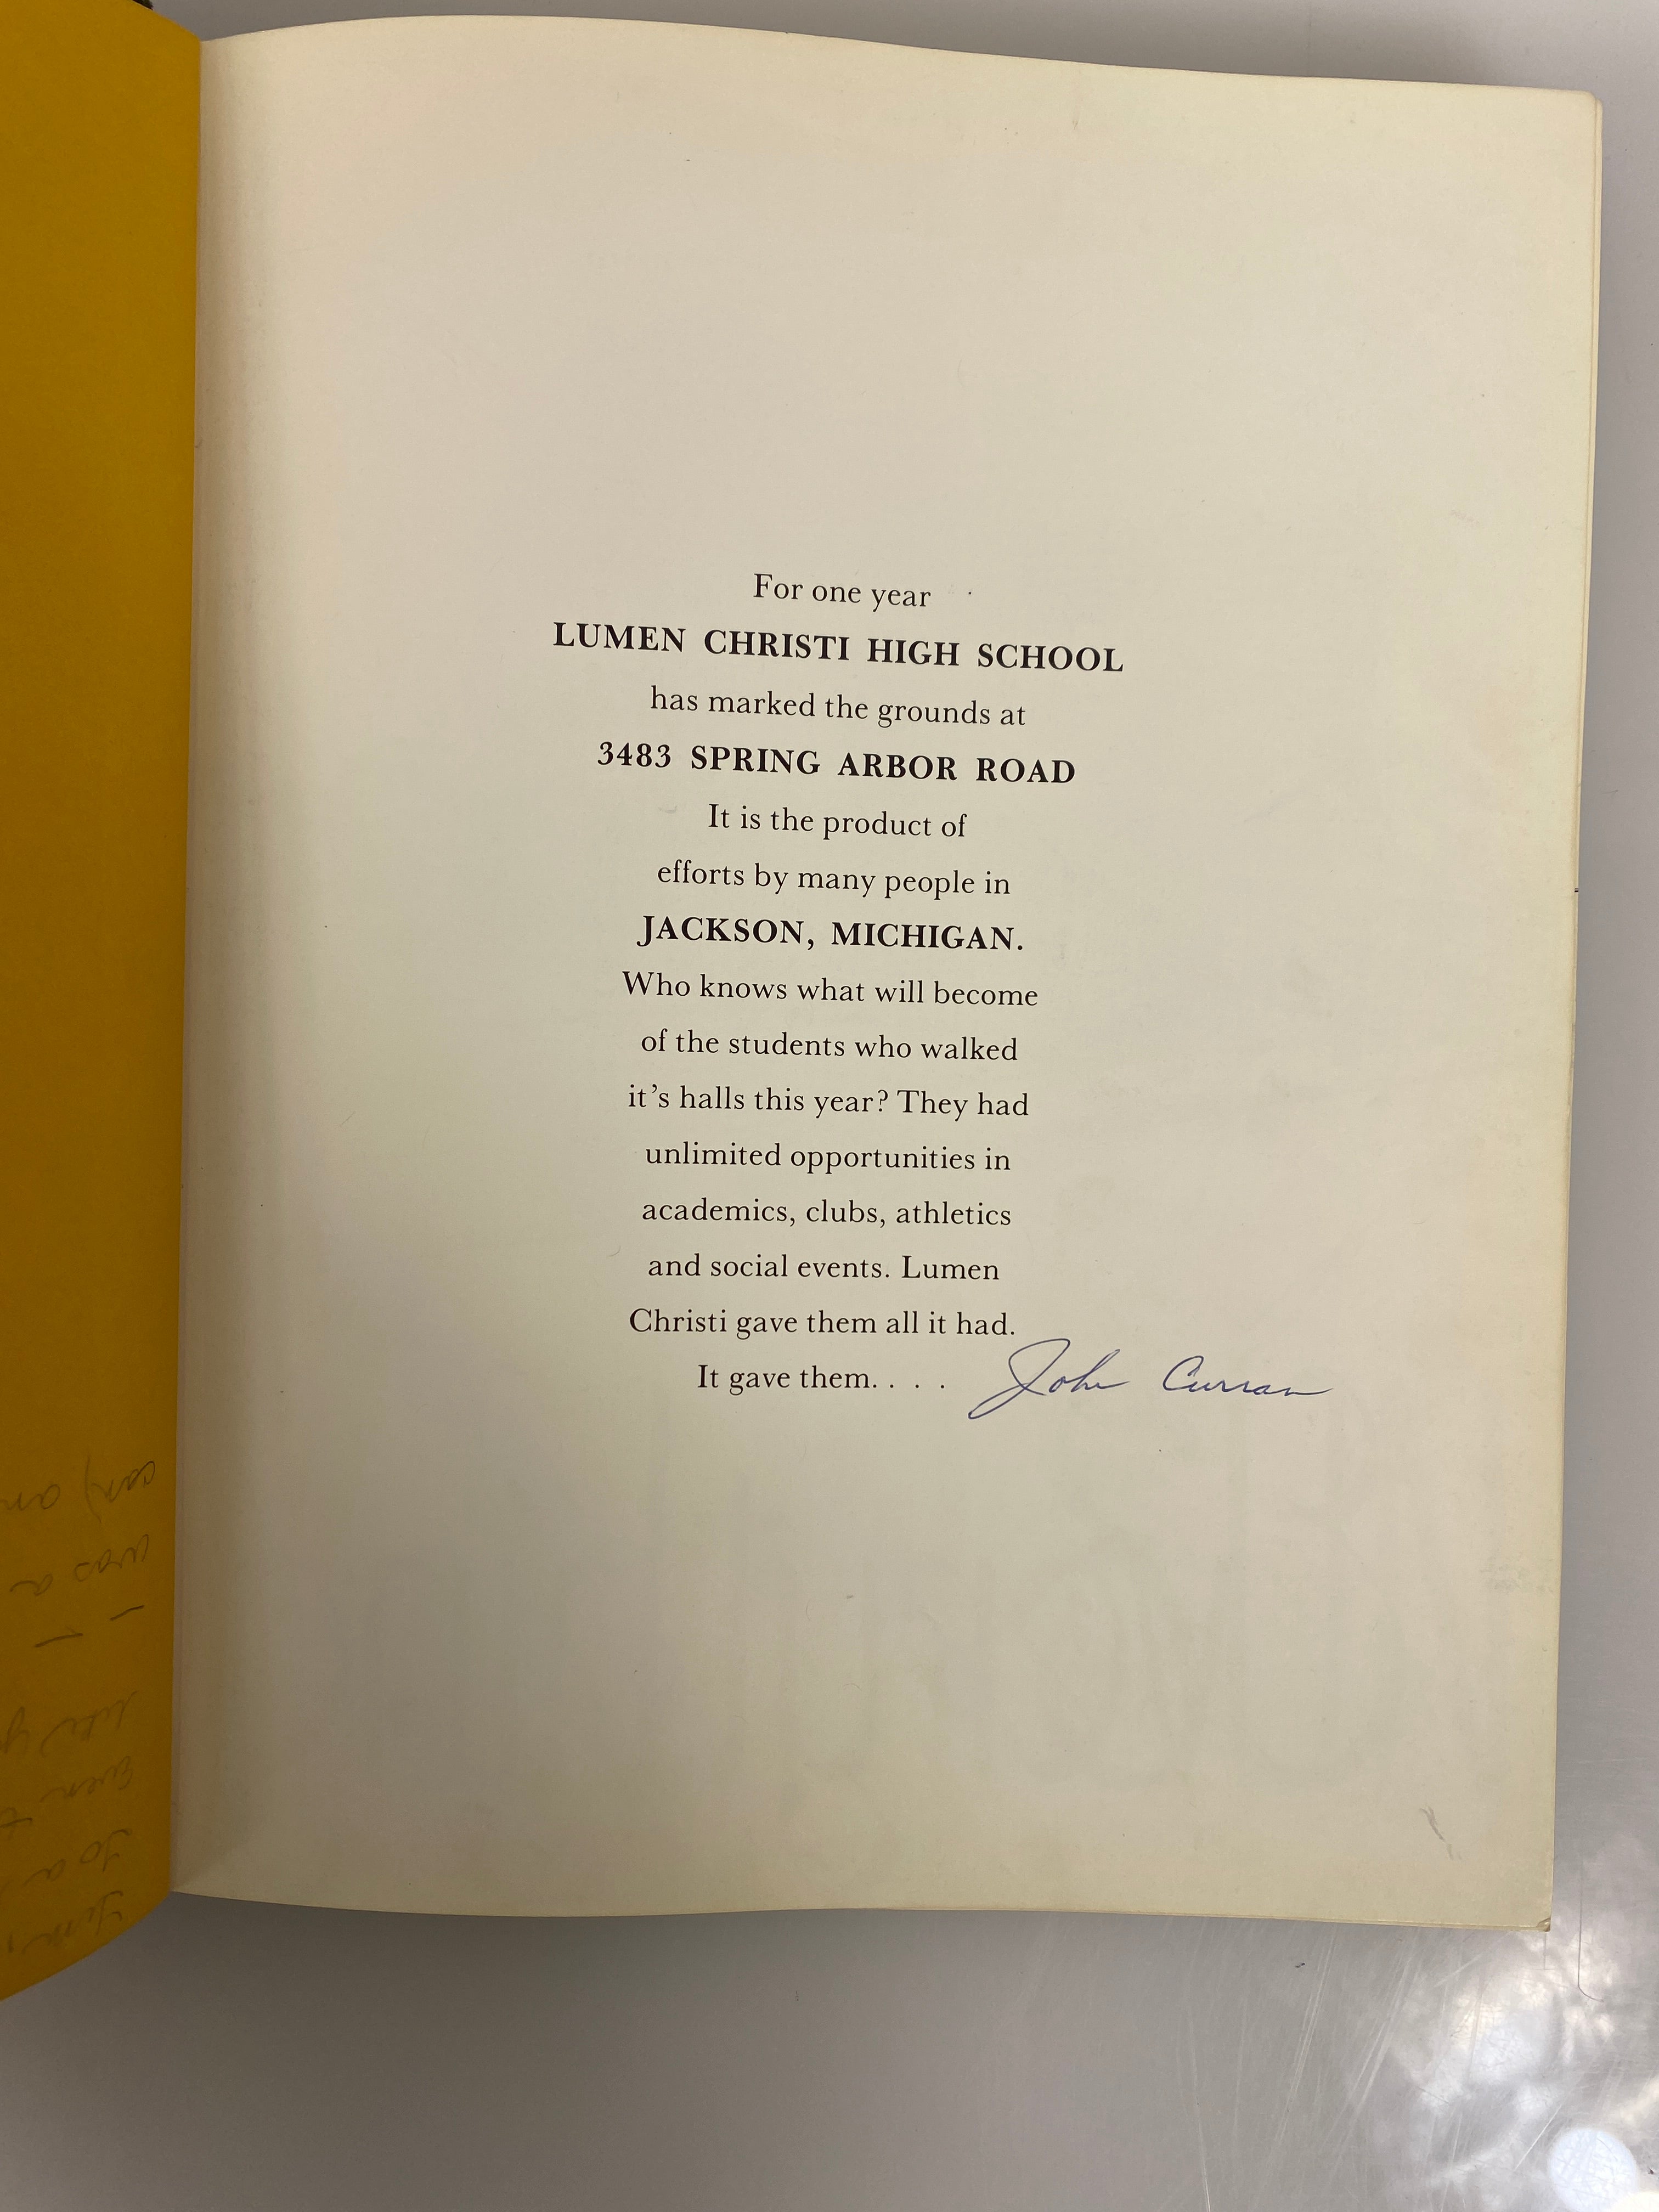 For one year
LUMEN CHRISTI HIGH SCHOOL
has marked the grounds at
3483 SPRING ARBOR ROAD
It is the product of
efforts by many people in
JACKSON, MICHIGAN.
Who knows what will become
of the students who walked
it's halls this year? They had
unlimited opportunities in
academics, clubs, athletics
and social events. Lumen
Christi gave them all it had.
It gave them. . . . John Curran
was a
even
to a